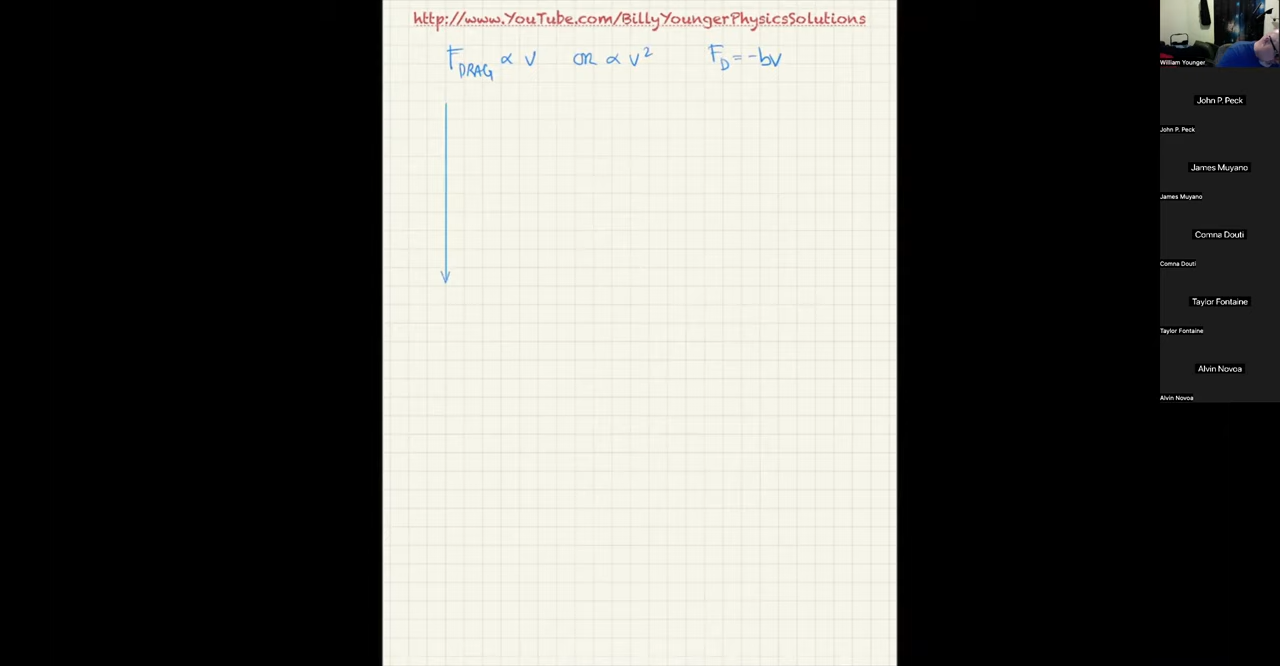 http://www.YouTube.com/BillyYoungerPhysicsSolutions
F_DRAG ∝ v   OR ∝ v²   F_D = -bv
William Younger
John P. Peck
John P. Peck
James Muyano
James Muyano
Comna Douti
Comna Douti
Taylor Fontaine
Taylor Fontaine
Alvin Novoa
Alvin Novoa